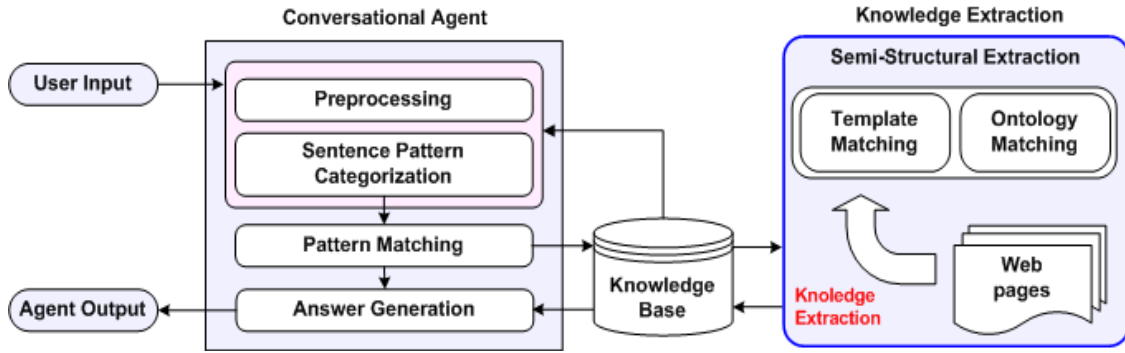 Conversational Agent
Knowledge Extraction
User Input
Preprocessing
Sentence Pattern
Categorization
Pattern Matching
Answer Generation
Agent Output
Knowledge
Base
Semi-Structural Extraction
Template
Matching
Ontology
Matching
Web
pages
Knoledge
Extraction